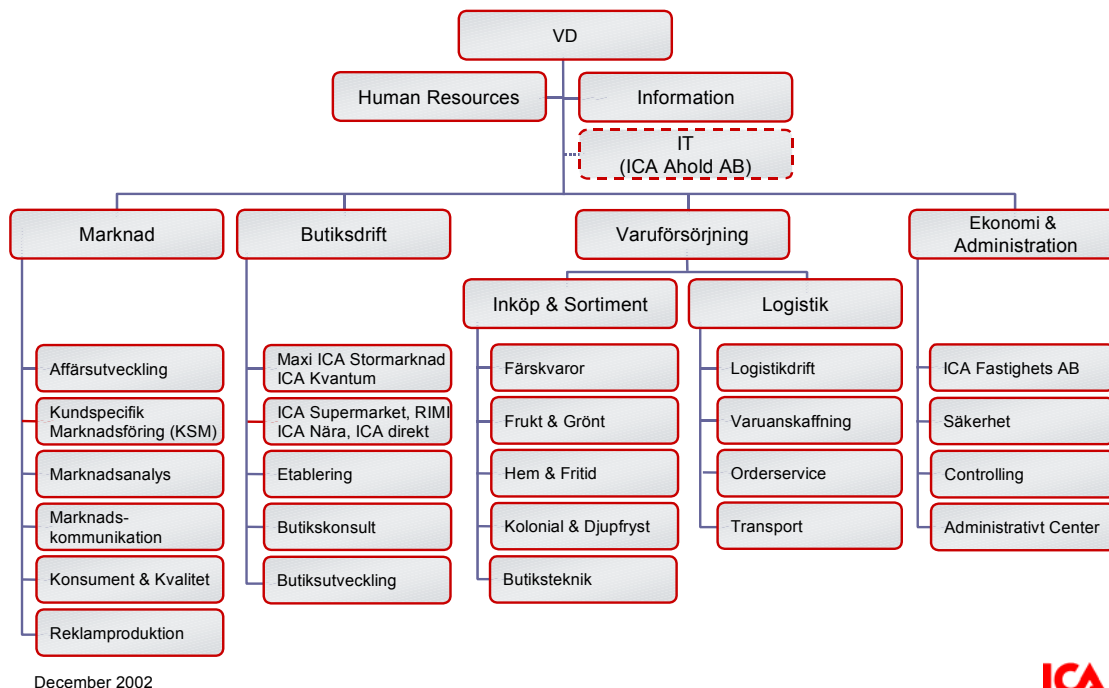 VD
Human Resources
Information
IT
(ICA Ahold AB)
Marknad
Butiksdrift
Varuförsörjning
Ekonomi &
Administration
Inköp & Sortiment
Logistik
Affärsutveckling
Kundspecifik
Marknadsföring (KSM)
Marknadsanalys
Marknads-
kommunikation
Konsument & Kvalitet
Reklamproduktion
Maxi ICA Stormarknad
ICA Kvantum
ICA Supermarket, RIMI
ICA Nära, ICA direkt
Etablering
Butikskonsult
Butiksutveckling
Färskvaror
Frukt & Grönt
Hem & Fritid
Kolonial & Djupfryst
Butiksteknik
Logistikdrift
Varuanskaffning
Orderservice
Transport
ICA Fastighets AB
Säkerhet
Controlling
Administrativt Center
December 2002
ICA